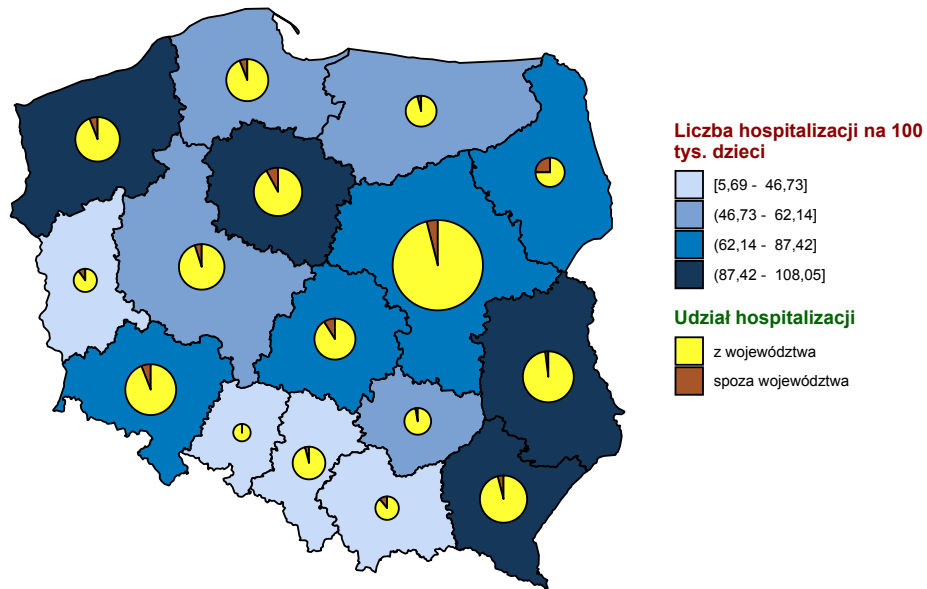 Liczba hospitalizacji na 100
tys. dzieci
[5,69 - 46,73]
(46,73 - 62,14]
(62,14 - 87,42]
(87,42 - 108,05]
Udział hospitalizacji
z województwa
spoza województwa